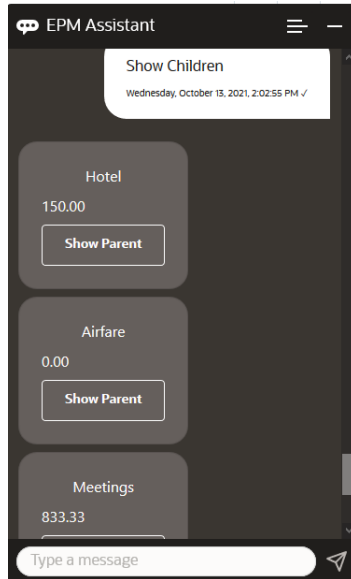 EPM Assistant
Show Children
Wednesday, October 13, 2021, 2:02:55 PM ✓
Hotel
150.00
Show Parent
Airfare
0.00
Show Parent
Meetings
833.33
Type a message